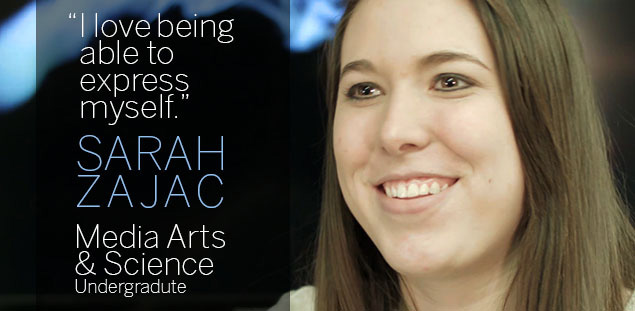 “I love being
able to
express
myself.”
SARAH
ZAJAC
Media Arts
& Science
Undergradute